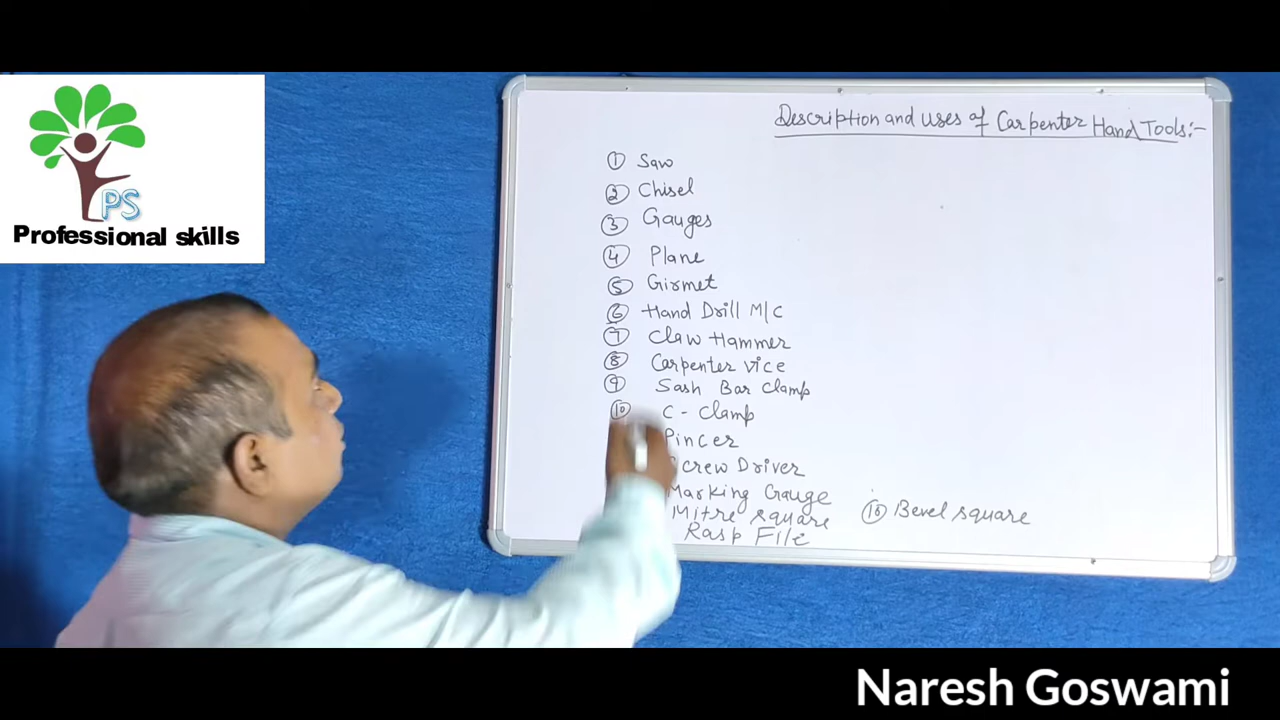 PS
Professional skills
Description and uses of Carpenter Hand Tools:-
① Saw
② Chisel
③ Gauges
④ Plane
⑤ Girmet
⑥ Hand Drill M/C
⑦ Claw Hammer
⑧ Carpenter vice
⑨ Sash Bar Clamp
⑩ C - Clamp
Pincer
Screw Driver
Marking Gauge
Mitre square
Bevel square
Rasp File
Naresh Goswami